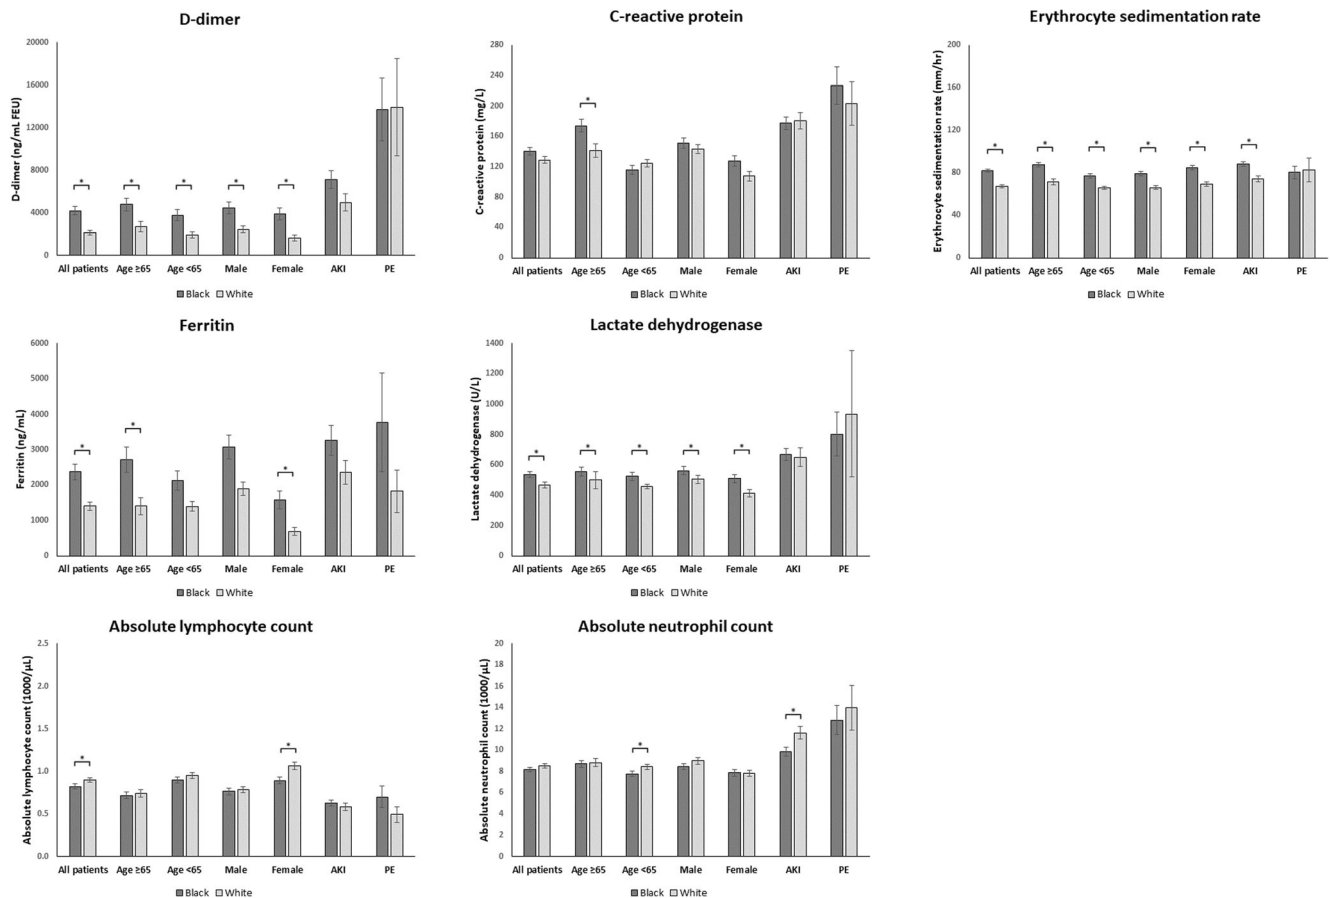 D-dimer
D-dimer (ng/mL FEU)
20000
16000
12000
8000
4000
0
*
*
*
*
*
All patients Age ≥65 Age <65 Male Female AKI PE
Black White
C-reactive protein
C-reactive protein (mg/L)
280
240
200
160
120
80
40
0
*
All patients Age ≥65 Age <65 Male Female AKI PE
Black White
Erythrocyte sedimentation rate
Erythrocyte sedimentation rate (mm/hr)
200
160
120
80
40
0
*
*
*
*
*
*
All patients Age ≥65 Age <65 Male Female AKI PE
Black White
Ferritin
Ferritin (ng/mL)
6000
5000
4000
3000
2000
1000
0
*
*
*
All patients Age ≥65 Age <65 Male Female AKI PE
Black White
Lactate dehydrogenase
Lactate dehydrogenase (U/L)
1400
1200
1000
800
600
400
200
0
*
*
*
*
*
All patients Age ≥65 Age <65 Male Female AKI PE
Black White
Absolute lymphocyte count
Absolute lymphocyte count (1000/µL)
2.5
2.0
1.5
1.0
0.5
0.0
*
*
All patients Age ≥65 Age <65 Male Female AKI PE
Black White
Absolute neutrophil count
Absolute neutrophil count (1000/µL)
20
18
16
14
12
10
8
6
4
2
0
*
*
All patients Age ≥65 Age <65 Male Female AKI PE
Black White